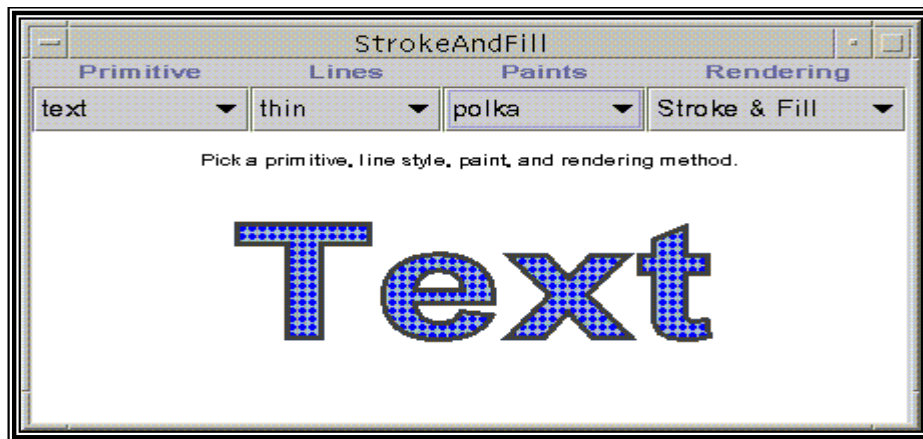 StrokeAndFill
Primitive Lines Paints Rendering
text thin polka Stroke & Fill
Pick a primitive, line style, paint, and rendering method.
Text